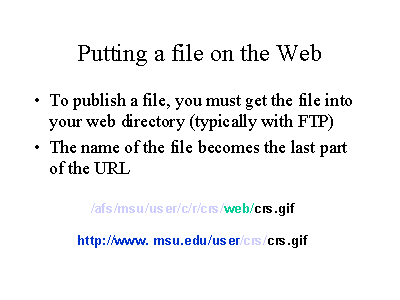 Putting a file on the Web
• To publish a file, you must get the file into
your web directory (typically with FTP)
• The name of the file becomes the last part
of the URL
/afs/msu/user/c/r/crs/web/crs.gif
http://www. msu.edu/user/crs/crs.gif